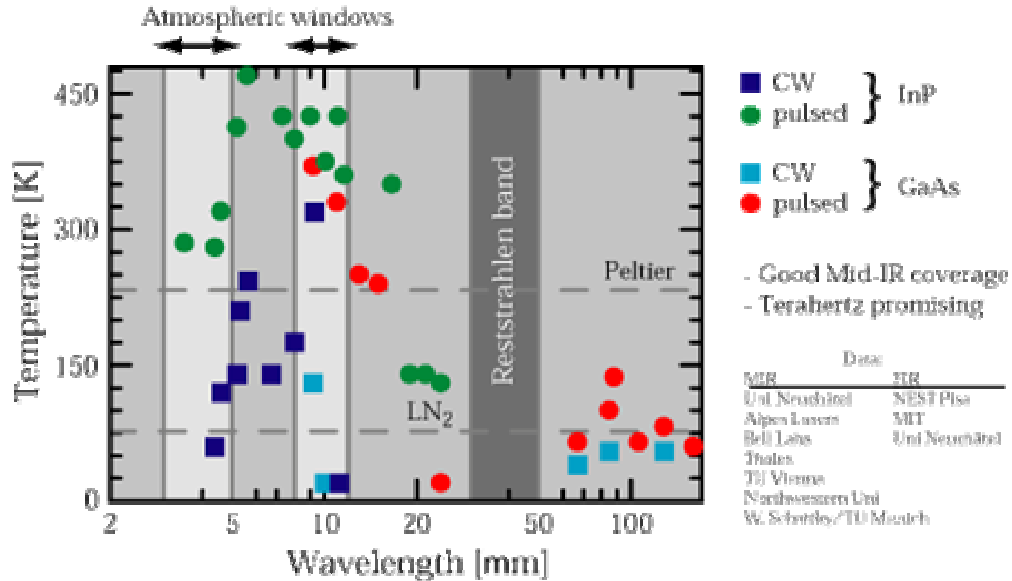 Atmospheric windows
450
300
150
0
Temperature [K]
2
5
10
20
50
100
Wavelength [mm]
Reststrahlen band
Peltier
LN2
CW
pulsed
InP
CW
pulsed
GaAs
- Good Mid-IR coverage
- Terahertz promising
Data:
MIR
FIR
Uni Neuchâtel
NEST Pisa
Alpes Lasers
MIT
Bell Labs
Uni Neuchâtel
Thales
TU Vienna
Northwestern Uni
TU Munich